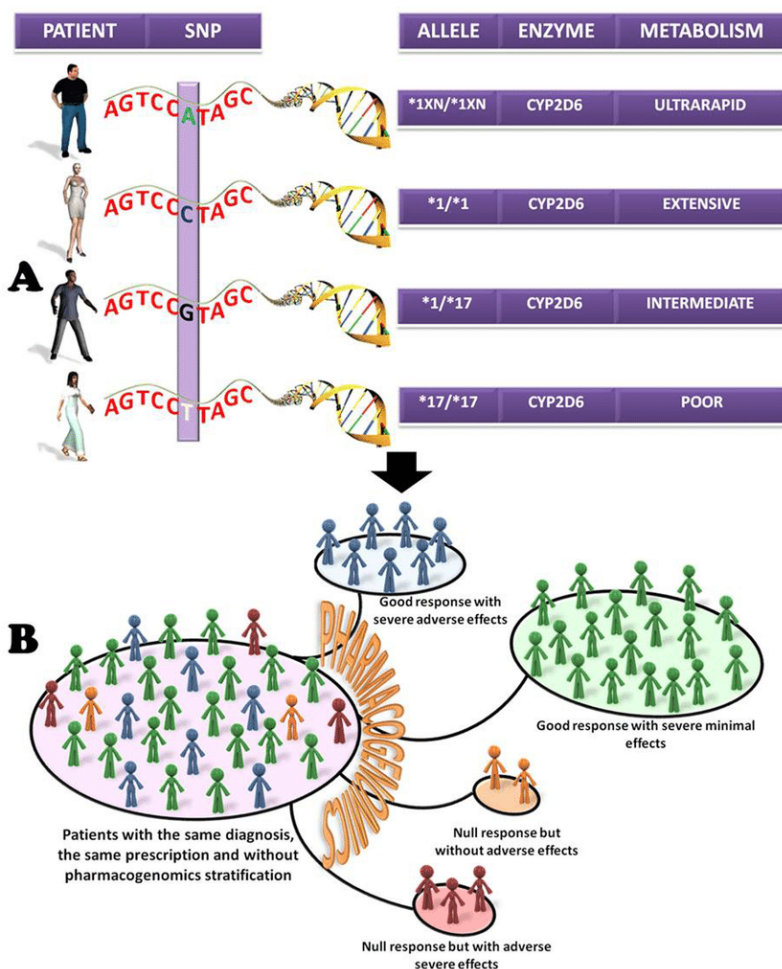 PATIENT SNP ALLELE ENZYME METABOLISM
AGTCCATAGC *1XN/*1XN CYP2D6 ULTRARAPID
AGTCCCTAGC *1/*1 CYP2D6 EXTENSIVE
A
AGTCCGTAGC *1/*17 CYP2D6 INTERMEDIATE
AGTCCTTAGC *17/*17 CYP2D6 POOR
B
PHARMACOGENOMICS
Good response with
severe adverse effects
Good response with severe minimal
effects
Null response but
without adverse effects
Patients with the same diagnosis,
the same prescription and without
pharmacogenomics stratification
Null response but with adverse
severe effects